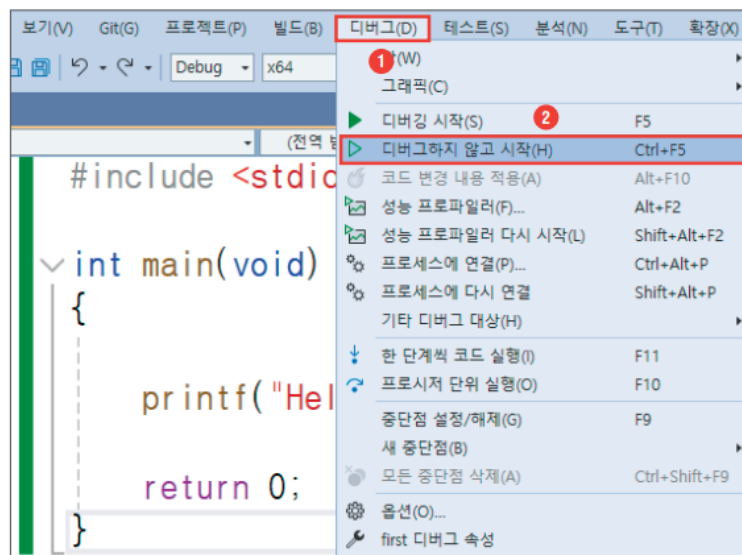 보기(V) Git(G) 프로젝트(P) 빌드(B) 디버그(D) 테스트(S) 분석(N) 도구(T) 확장(X)
Debug x64
1 (W)
그래픽(C)
디버깅 시작(S) 2 F5
(전역
디버그하지 않고 시작(H) Ctrl+F5
#include <stdio
코드 변경 내용 적용(A) Alt+F10
성능 프로파일러(F)... Alt+F2
성능 프로파일러 다시 시작(L) Shift+Alt+F2
int main(void)
프로세스에 연결(P)... Ctrl+Alt+P
프로세스에 다시 연결 Shift+Alt+P
{
기타 디버그 대상(H)
한 단계씩 코드 실행(I) F11
프로시저 단위 실행(O) F10
printf("Hel
중단점 설정/해제(G) F9
새 중단점(B)
모든 중단점 삭제(A) Ctrl+Shift+F9
return 0;
옵션(O)...
}
first 디버그 속성